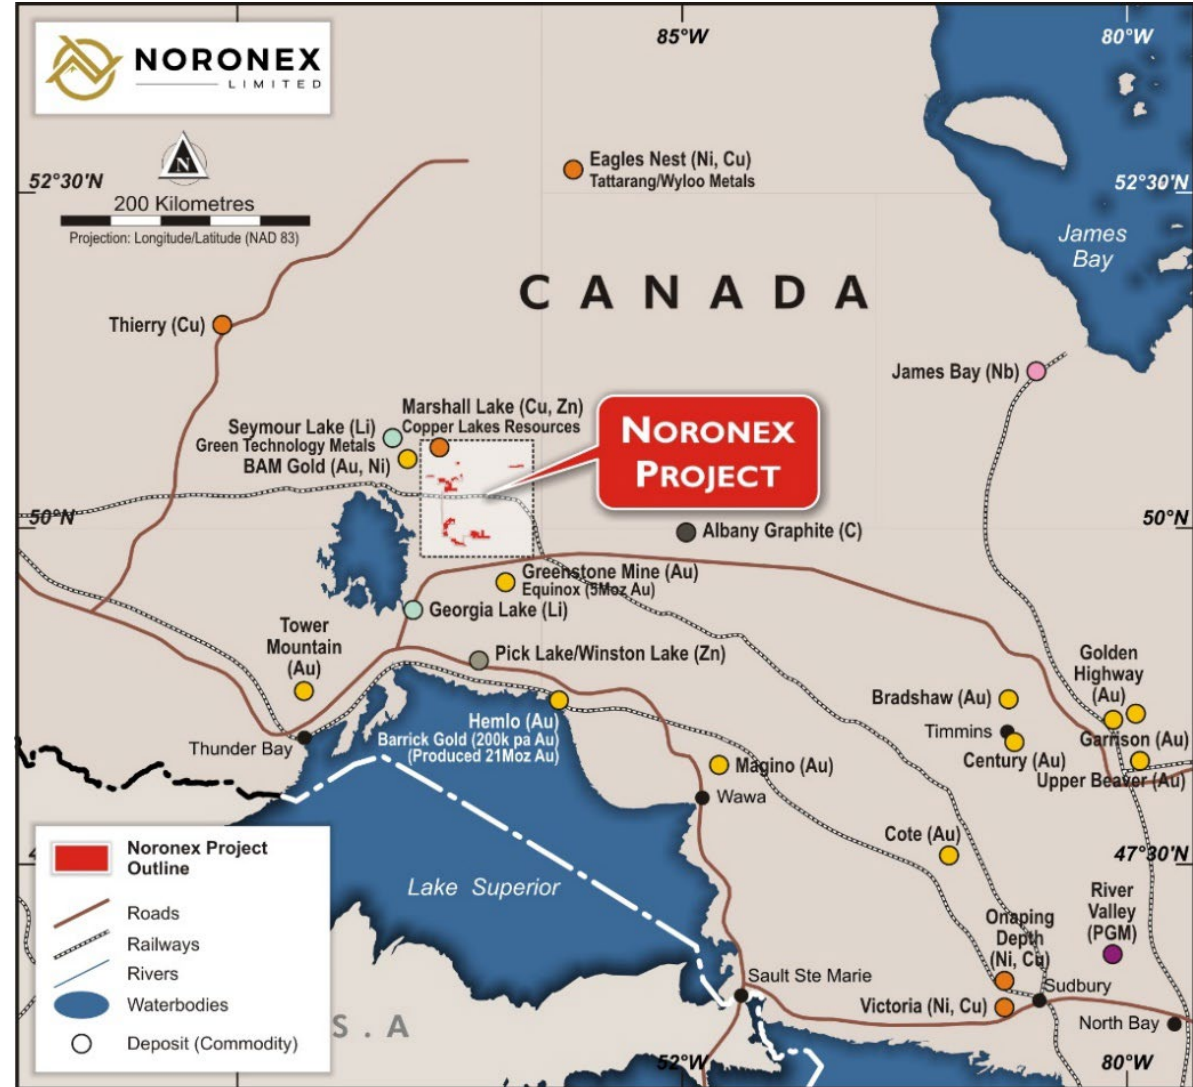 NORONEX
LIMITED
85°W
80°W
N
52°30'N
200 Kilometres
Projection: Longitude/Latitude (NAD 83)
Eagles Nest (Ni, Cu)
Tattarang/Wyloo Metals
52°30'N
James
Bay
CANADA
Thierry (Cu)
James Bay (Nb)
Marshall Lake (Cu, Zn)
Copper Lakes Resources
Seymour Lake (Li)
Green Technology Metals
BAM Gold (Au, Ni)
NORONEX
PROJECT
50°N
50°N
Albany Graphite (C)
Greenstone Mine (Au)
Equinox (5Moz Au)
Georgia Lake (Li)
Tower
Mountain
(Au)
Pick Lake/Winston Lake (Zn)
Golden
Highway
(Au)
Bradshaw (Au)
Hemlo (Au)
Barrick Gold (200k pa Au)
(Produced 21Moz Au)
Thunder Bay
Timmins
Garrison (Au)
Century (Au)
Upper Beaver (Au)
Magino (Au)
Wawa
Cote (Au)
47°30'N
Lake Superior
River
Valley
(PGM)
Onaping
Depth
(Ni, Cu)
Sault Ste Marie
Sudbury
Victoria (Ni, Cu)
North Bay
S.A
52°W
80°W
Noronex Project
Outline
Roads
Railways
Rivers
Waterbodies
Deposit (Commodity)